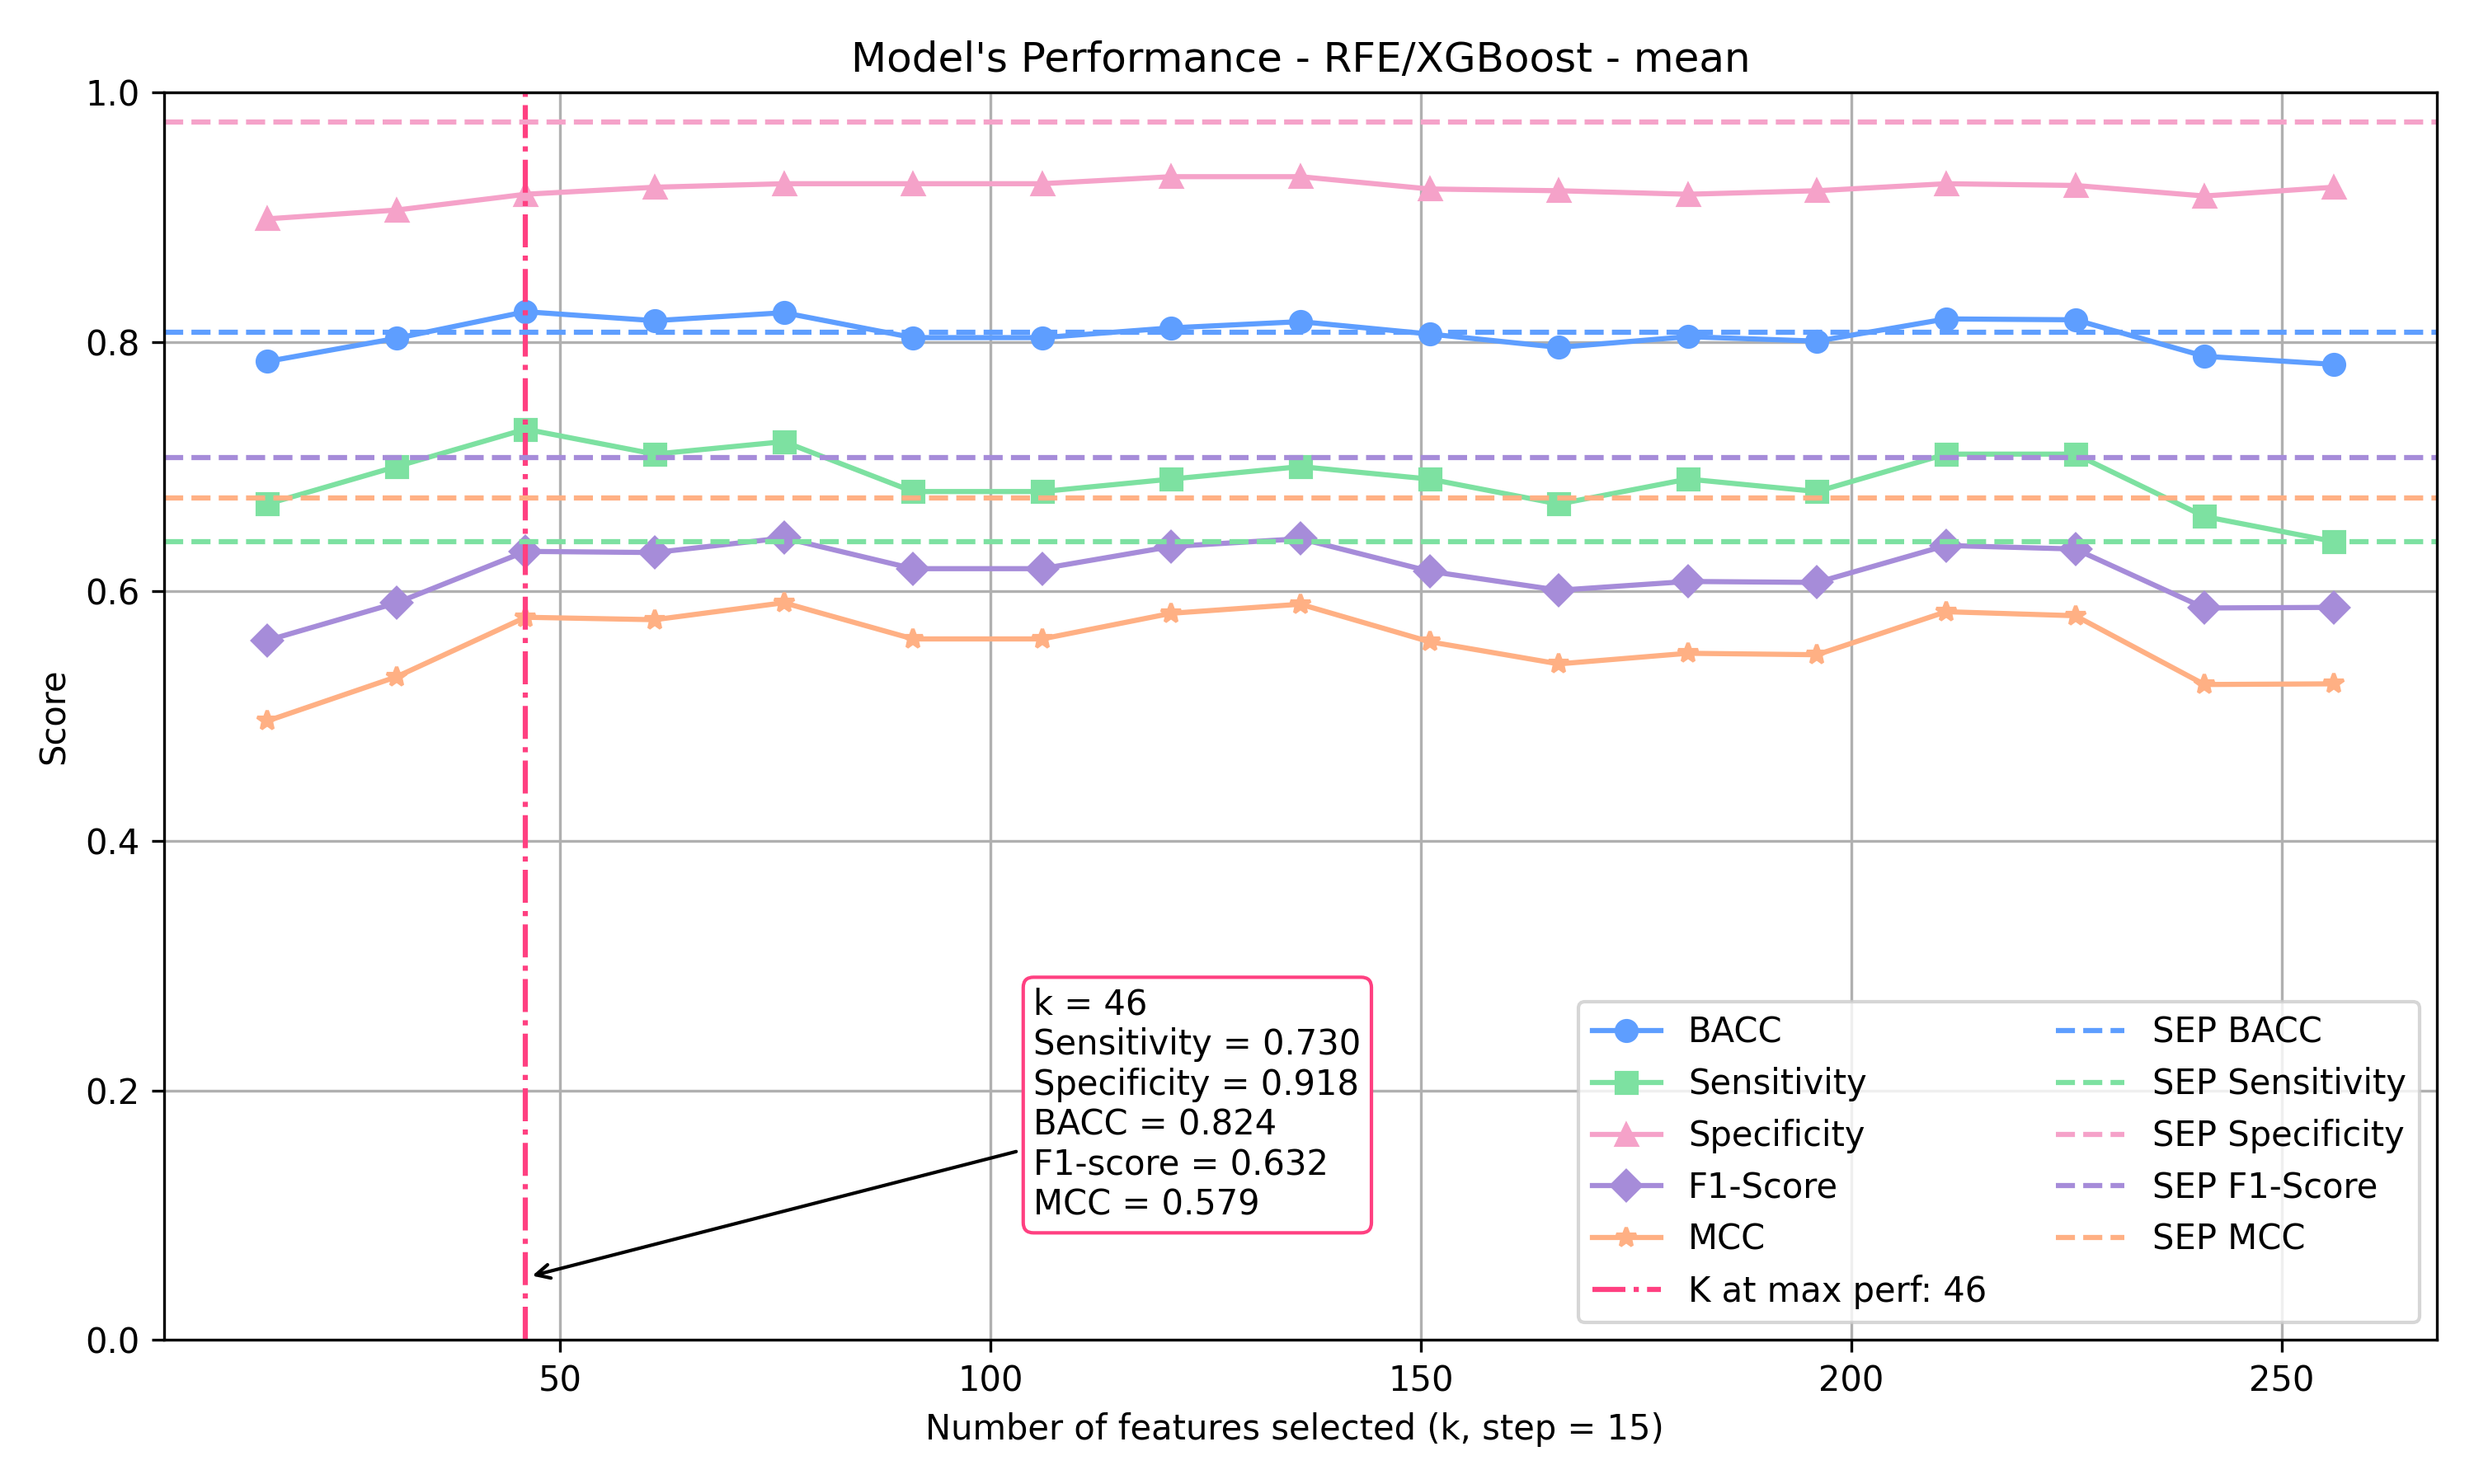 Model's Performance - RFE/XGBoost - mean
1.0
0.8
0.6
0.4
0.2
0.0
Score
k = 46
Sensitivity = 0.730
Specificity = 0.918
BACC = 0.824
F1-score = 0.632
MCC = 0.579
BACC
Sensitivity
Specificity
F1-Score
MCC
K at max perf: 46
SEP BACC
SEP Sensitivity
SEP Specificity
SEP F1-Score
SEP MCC
50 100 150 200 250
Number of features selected (k, step = 15)